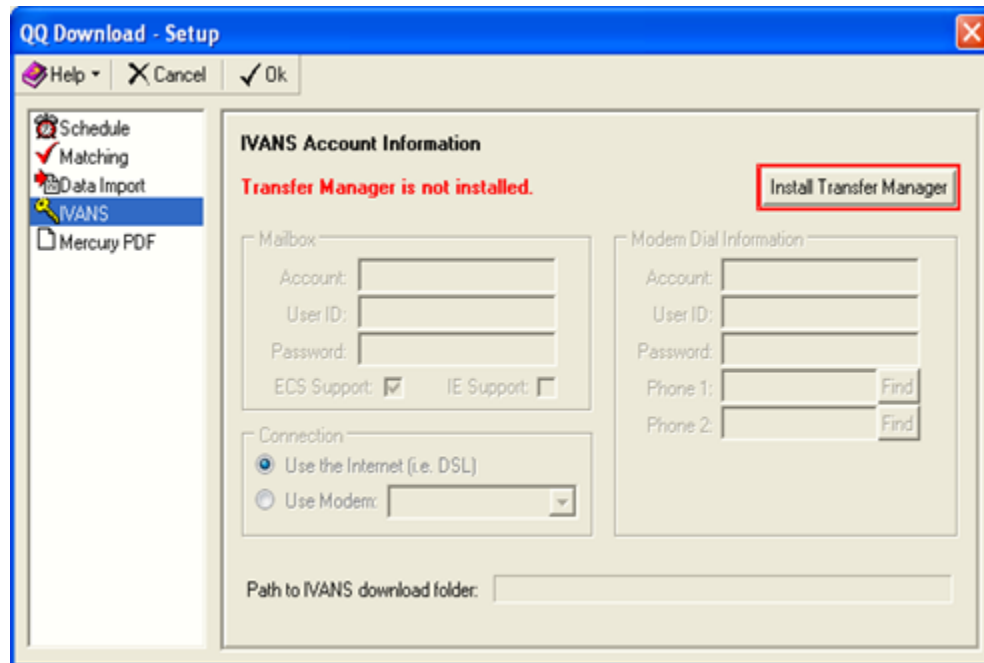 QQ Download - Setup
Help
Cancel
Ok
Schedule
Matching
Data Import
IVANS
Mercury PDF
IVANS Account Information
Transfer Manager is not installed.
Install Transfer Manager
Mailbox
Account:
User ID:
Password:
ECS Support:
IE Support:
Connection
Use the Internet (i.e. DSL)
Use Modem:
Modem Dial Information
Account:
User ID:
Password:
Phone 1:
Find
Phone 2:
Find
Path to IVANS download folder: